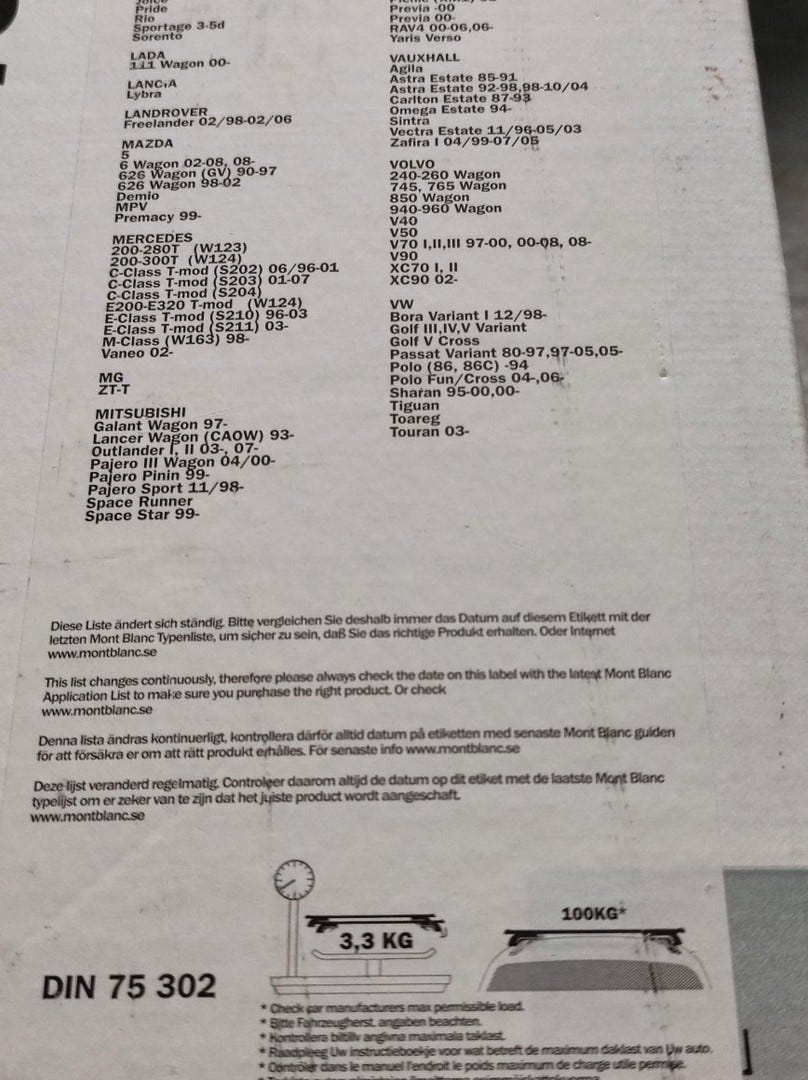 Joice
Pride
Rio
Sportage 3-5d
Sorento
LADA
111 Wagon 00-
LANCIA
Lybra
LANDROVER
Freelander 02/98-02/06
MAZDA
5
6 Wagon 02-08, 08-
626 Wagon (GV) 90-97
626 Wagon 98-02
Demio
MPV
Premacy 99-
MERCEDES
200-280T (W123)
200-300T (W124)
C-Class T-mod (S202) 06/96-01
C-Class T-mod (S203) 01-07
C-Class T-mod (S204)
E200-E320 T-mod (W124)
E-Class T-mod (S210) 96-03
E-Class T-mod (S211) 03-
M-Class (W163) 98-
Vaneo 02-
MG
ZT-T
MITSUBISHI
Galant Wagon 97-
Lancer Wagon (CAOW) 93-
Outlander I, II 03-, 07-
Pajero III Wagon 04/00-
Pajero Pinin 99-
Pajero Sport 11/98-
Space Runner
Space Star 99-
Previa -00
Previa 00-
RAV4 00-06,06-
Yaris Verso
VAUXHALL
Agila
Astra Estate 85-91
Astra Estate 92-98,98-10/04
Carlton Estate 87-93
Omega Estate 94-
Sintra
Vectra Estate 11/96-05/03
Zafira I 04/99-07/05
VOLVO
240-260 Wagon
745, 765 Wagon
850 Wagon
940-960 Wagon
V40
V50
V70 I,II,III 97-00, 00-08, 08-
V90
XC70 I, II
XC90 02-
VW
Bora Variant I 12/98-
Golf III,IV,V Variant
Golf V Cross
Passat Variant 80-97,97-05,05-
Polo (86, 86C) -94
Polo Fun/Cross 04-,06-
Sharan 95-00,00-
Tiguan
Toareg
Touran 03-
Diese Liste ändert sich ständig. Bitte vergleichen Sie deshalb immer das Datum auf diesem Etikett mit der
letzten Mont Blanc Typenliste, um sicher zu sein, daß Sie das richtige Produkt erhalten. Oder Internet
www.montblanc.se
This list changes continuously, therefore please always check the date on this label with the latest Mont Blanc
Application List to make sure you purchase the right product. Or check
www.montblanc.se
Denna lista ändras kontinuerligt, kontrollera därför alltid datum på etiketten med senaste Mont Blanc guiden
för att försäkra er om att rätt produkt erhålles. För senaste info www.montblanc.se
Deze lijst veranderd regelmatig. Controleer daarom altijd de datum op dit etiket met de laatste Mont Blanc
typelijst om er zeker van te zijn dat het juiste product wordt aangeschaft.
www.montblanc.se
3,3 KG
100KG*
DIN 75 302
* Check car manufacturers max permissible load.
* Bitte Fahrzeugherst. angaben beachten.
* Kontrollera biltillv angivna maximala taklast.
* Raadpleeg Uw instructieboekje voor wat betreft de maximum daklast van Uw auto.
* Contrôler dans le manuel l'endroit le poids maximum de charge utile permise.